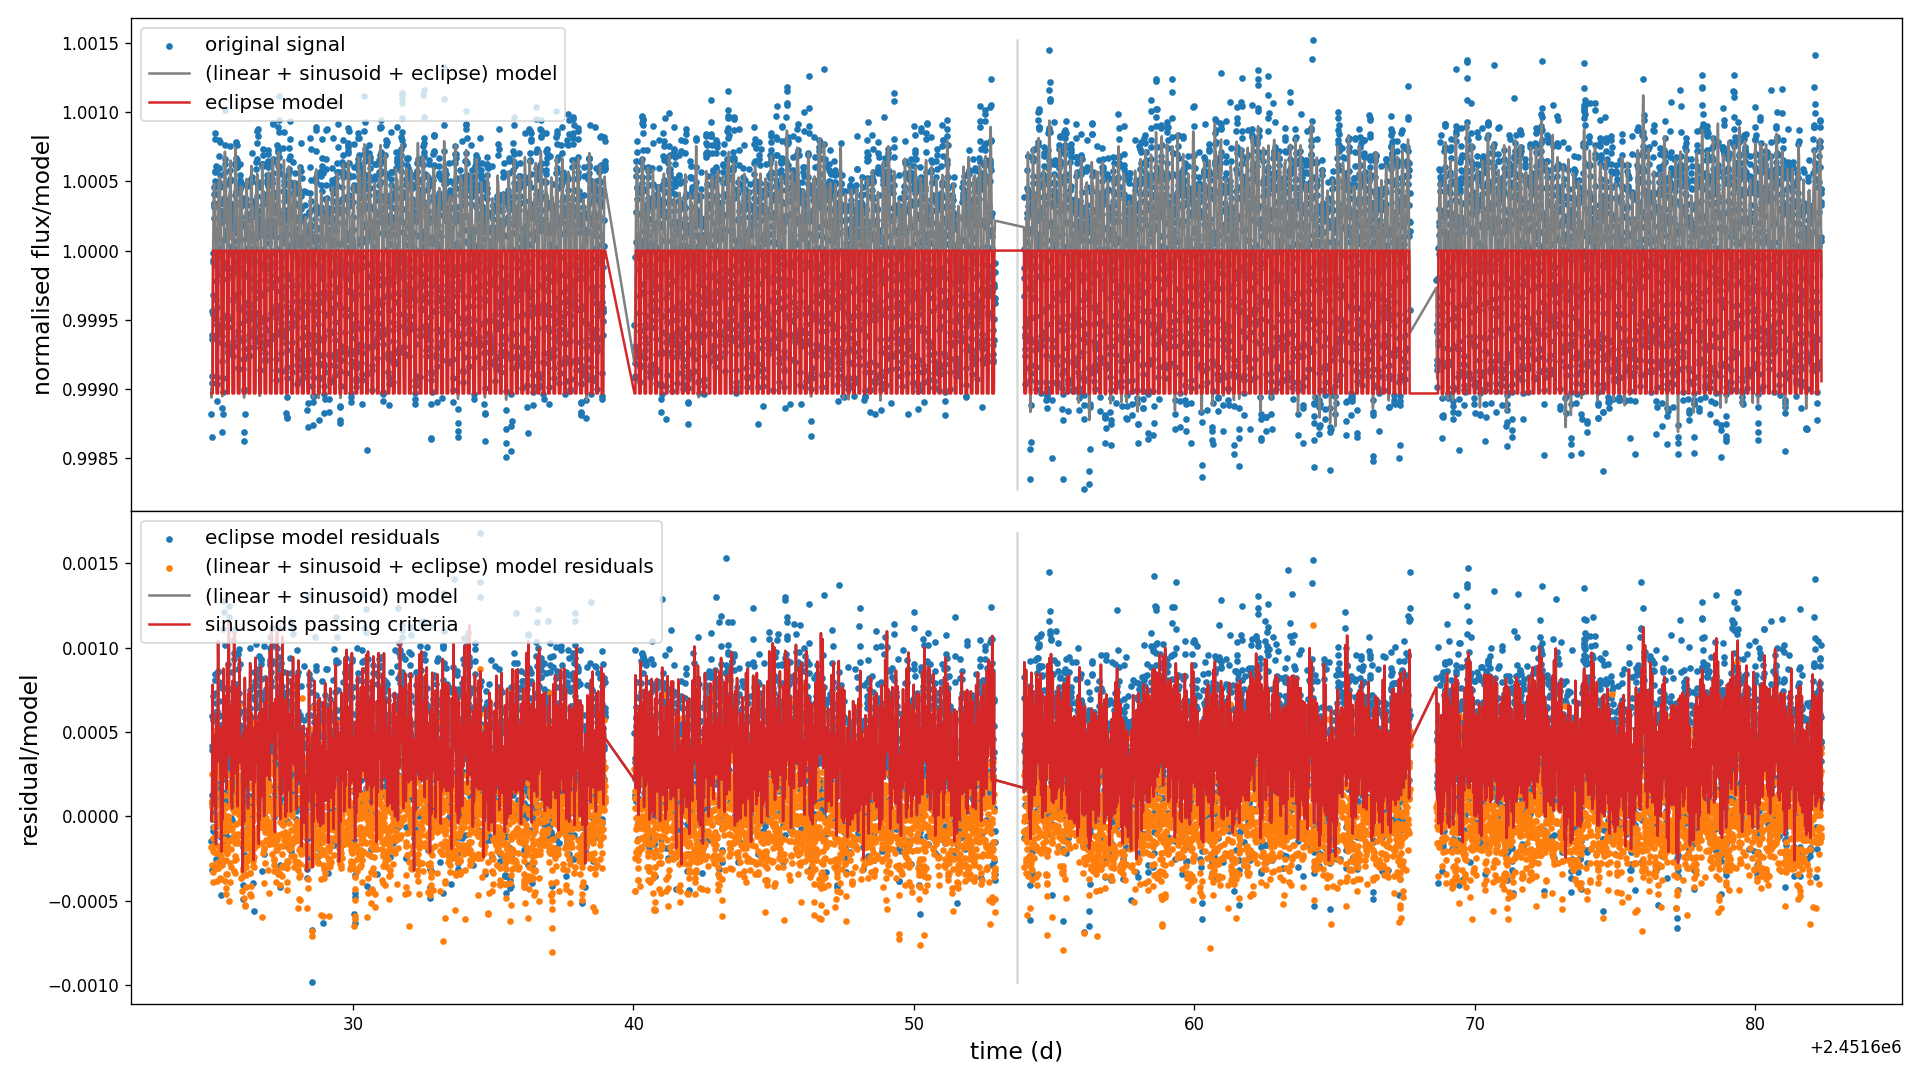 original signal
(linear + sinusoid + eclipse) model
eclipse model
normalised flux/model
1.0015
1.0010
1.0005
1.0000
0.9995
0.9990
0.9985
eclipse model residuals
(linear + sinusoid + eclipse) model residuals
(linear + sinusoid) model
sinusoids passing criteria
residual/model
0.0015
0.0010
0.0005
0.0000
−0.0005
−0.0010
30 40 50 60 70 80
time (d)
+2.4516e6